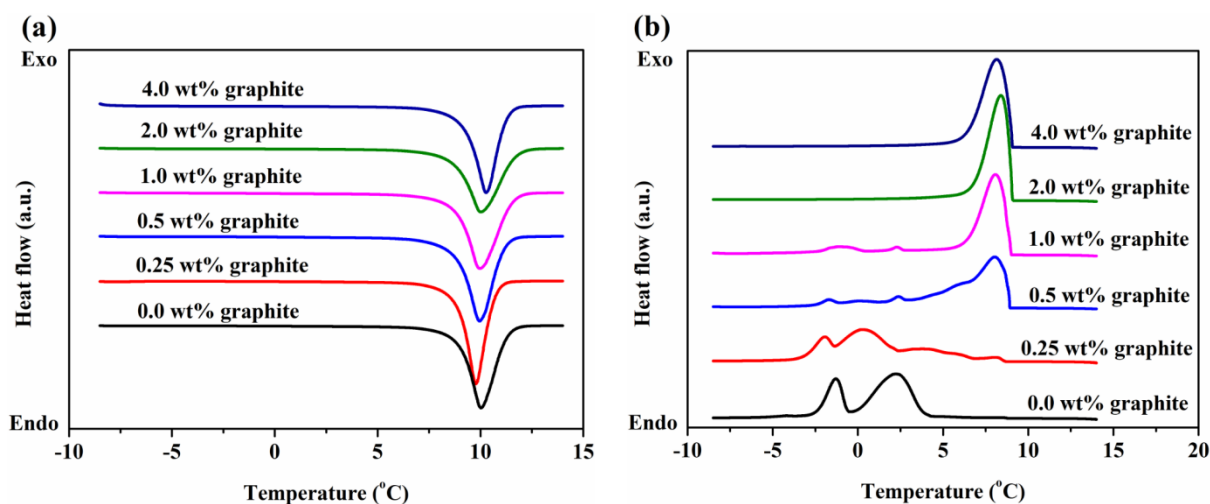 (a)
Exo
4.0 wt% graphite
2.0 wt% graphite
1.0 wt% graphite
0.5 wt% graphite
0.25 wt% graphite
0.0 wt% graphite
Endo
Heat flow (a.u.)
-10 -5 0 5 10 15
Temperature (°C)
(b)
Exo
4.0 wt% graphite
2.0 wt% graphite
1.0 wt% graphite
0.5 wt% graphite
0.25 wt% graphite
0.0 wt% graphite
Endo
Heat flow (a.u.)
-10 -5 0 5 10 15 20
Temperature (°C)